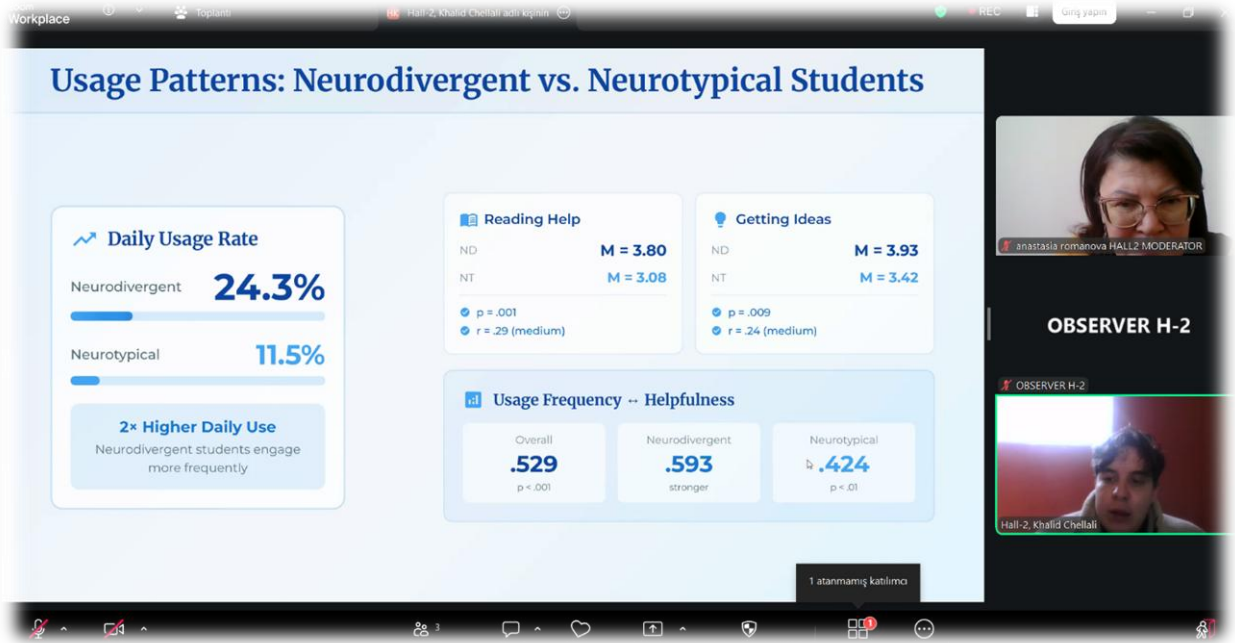 Workplace
Toplantı
HK Hall-2, Khalid Chellali adlı kişinin
REC
Giriş yapın
Usage Patterns: Neurodivergent vs. Neurotypical Students
Daily Usage Rate
Neurodivergent 24.3%
Neurotypical 11.5%
2× Higher Daily Use
Neurodivergent students engage
more frequently
Reading Help
ND M = 3.80
NT M = 3.08
p = .001
r = .29 (medium)
Getting Ideas
ND M = 3.93
NT M = 3.42
p = .009
r = .24 (medium)
Usage Frequency ↔ Helpfulness
Overall
.529
p < .001
Neurodivergent
.593
stronger
Neurotypical
.424
p < .01
anastasia romanova HALL2 MODERATOR
OBSERVER H-2
OBSERVER H-2
Hall-2, Khalid Chellali
1 atanmamış katılımcı
3
1